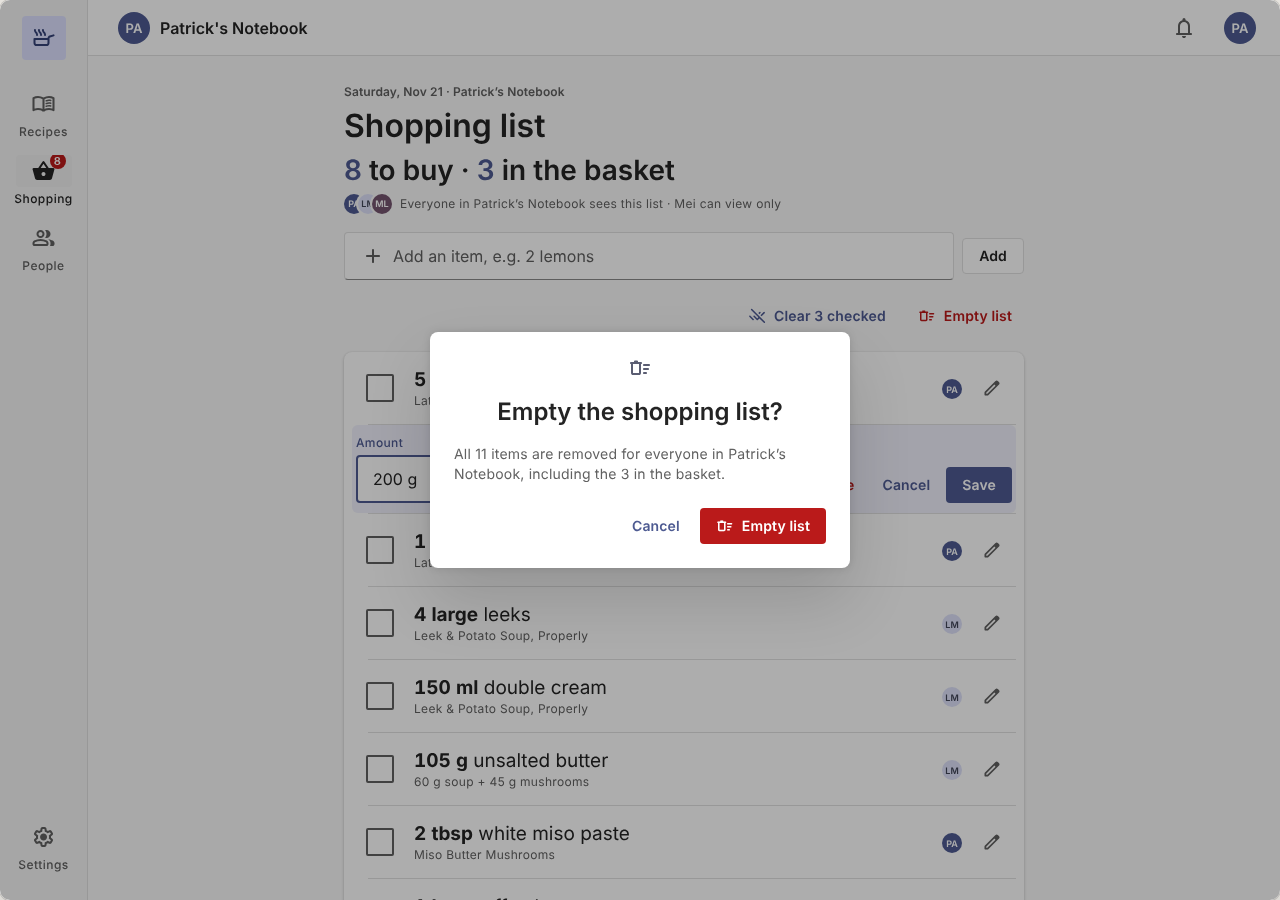 PA Patrick's Notebook PA
Recipes
8
Shopping
People
Settings
Saturday, Nov 21 · Patrick’s Notebook
Shopping list
8 to buy · 3 in the basket
PA LM ML Everyone in Patrick’s Notebook sees this list · Mei can view only
Add an item, e.g. 2 lemons Add
Clear 3 checked Empty list
5 PA
Amount
200 g Cancel Save
1 PA
Empty the shopping list?
All 11 items are removed for everyone in Patrick’s
Notebook, including the 3 in the basket.
Cancel Empty list
4 large leeks LM
Leek & Potato Soup, Properly
150 ml double cream LM
Leek & Potato Soup, Properly
105 g unsalted butter LM
60 g soup + 45 g mushrooms
2 tbsp white miso paste PA
Miso Butter Mushrooms